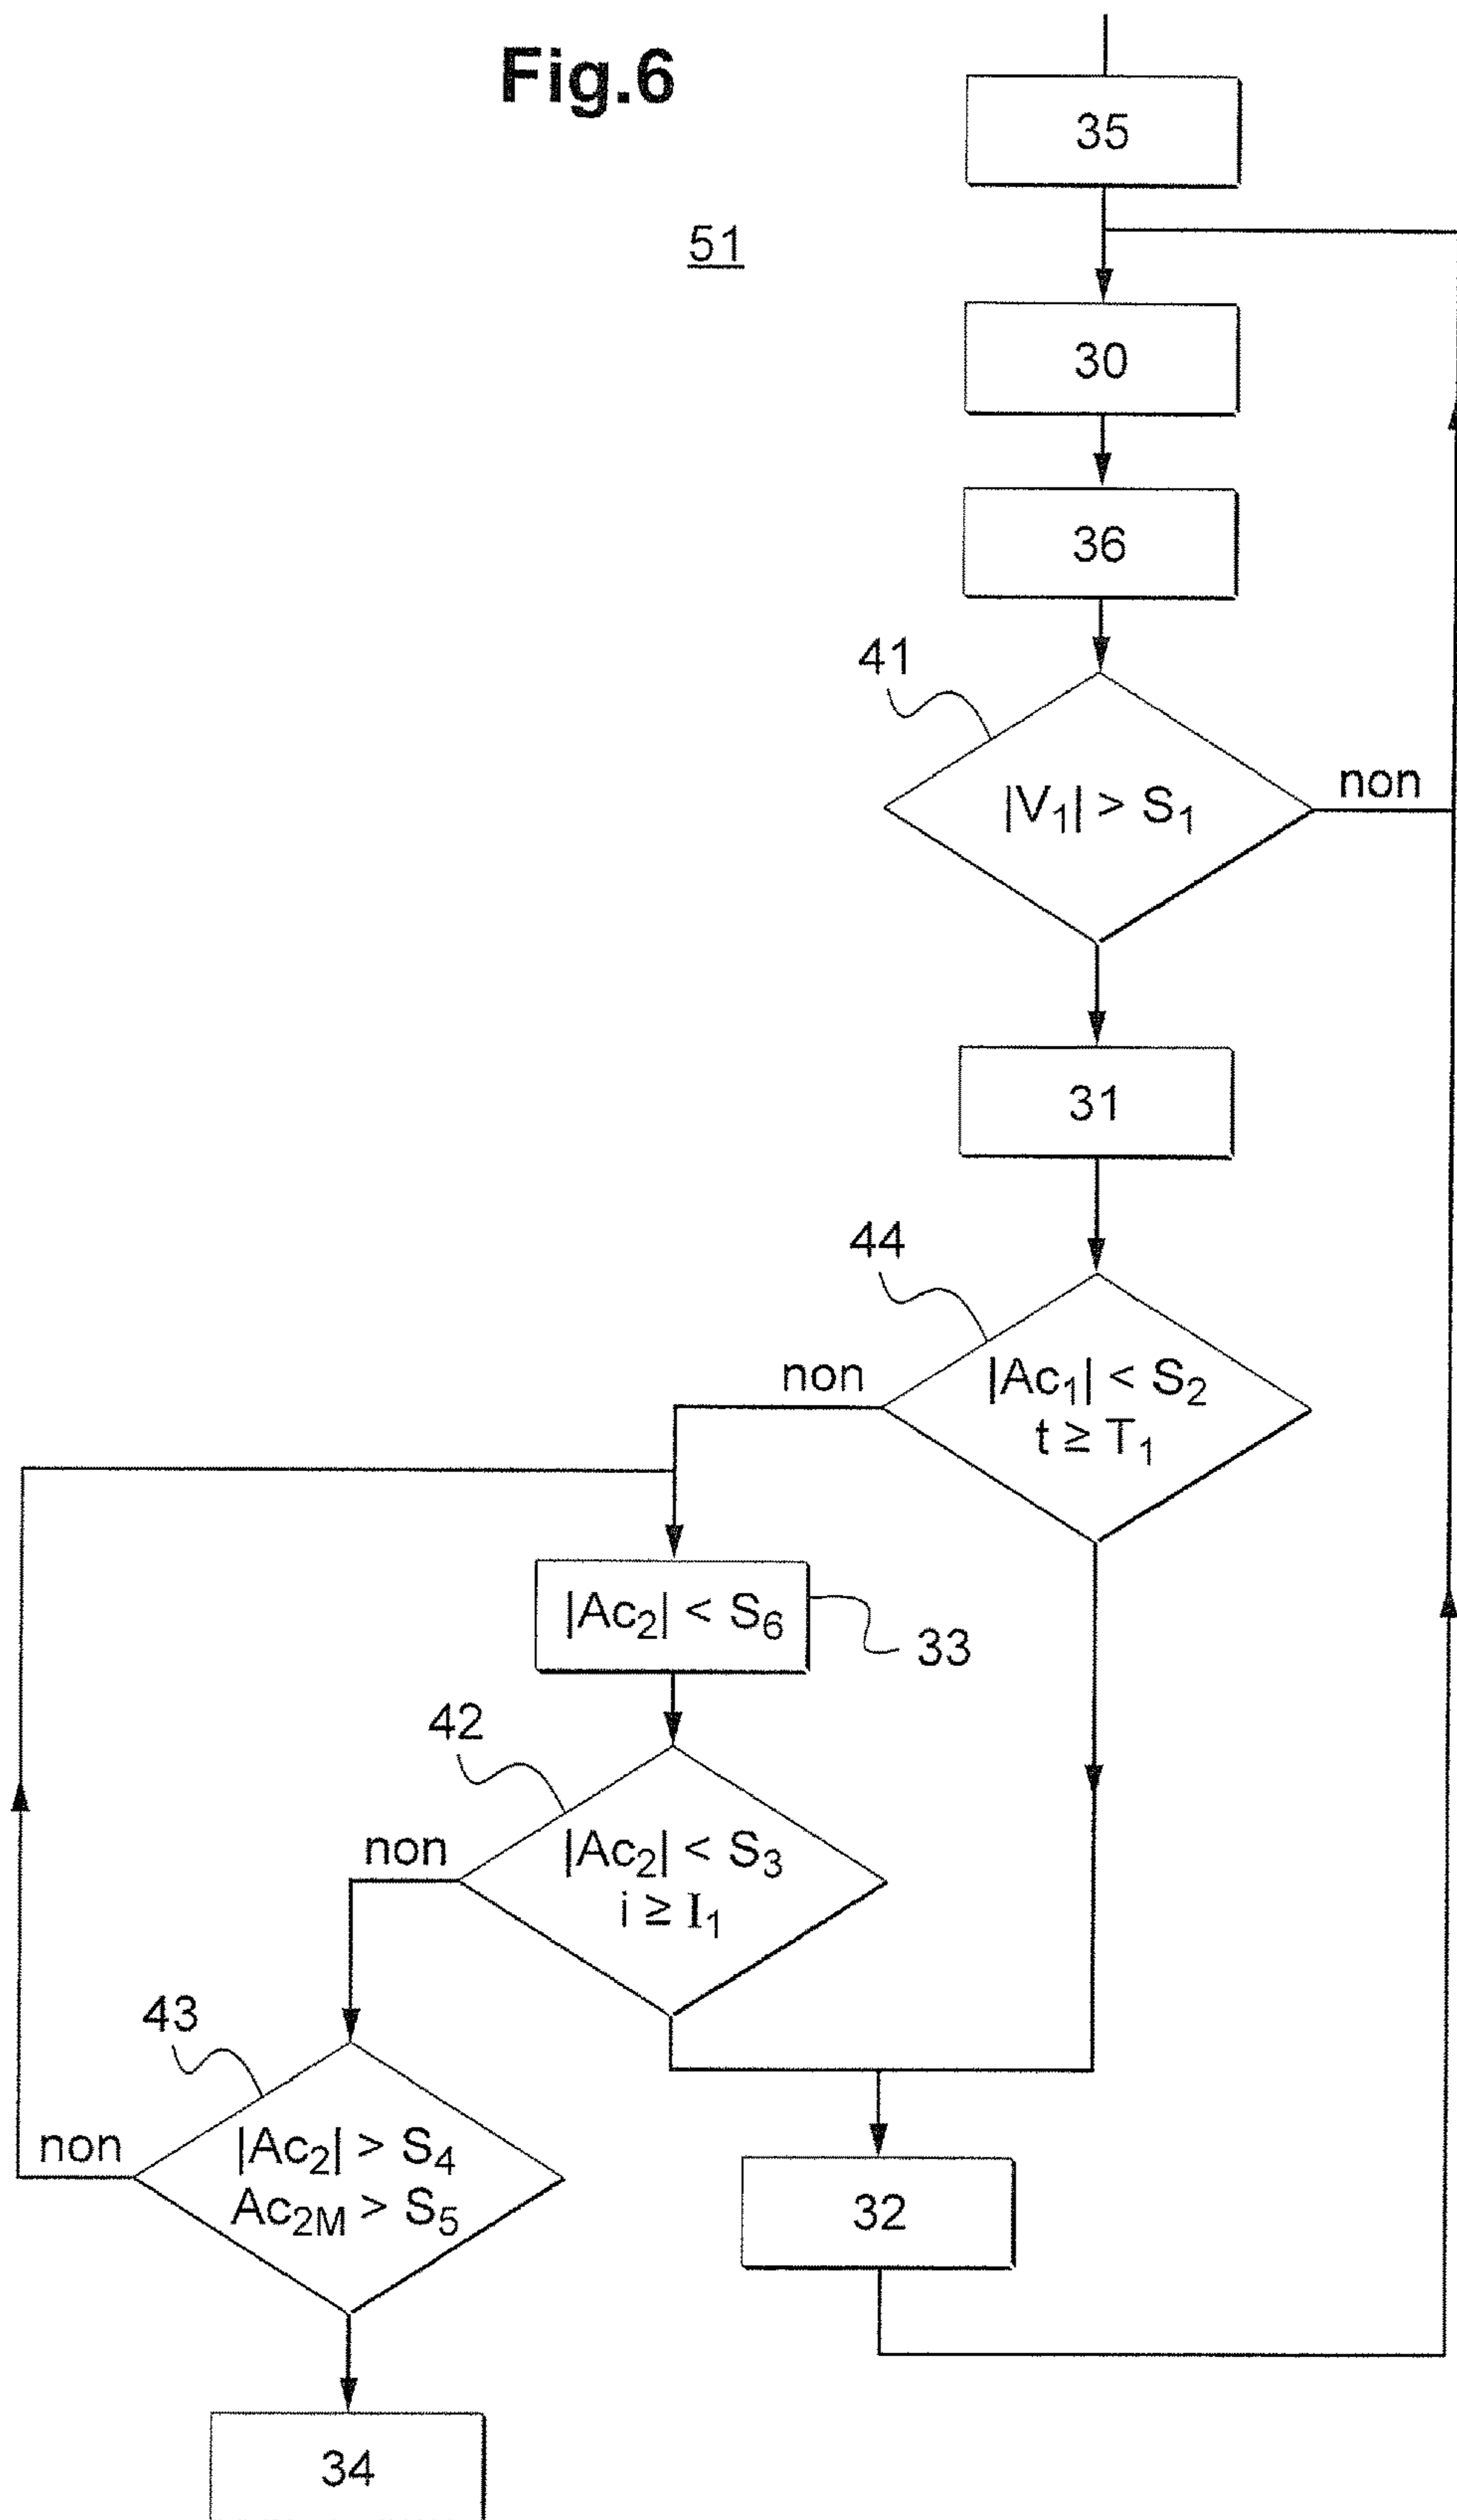 Fig.6
35
51
30
36
41
|V₁| > S₁
non
31
44
non
|Ac₁| < S₂
t ≥ T₁
|Ac₂| < S₆
33
42
non
|Ac₂| < S₃
i ≥ I₁
43
non
|Ac₂| > S₄
Ac₂M > S₅
32
34